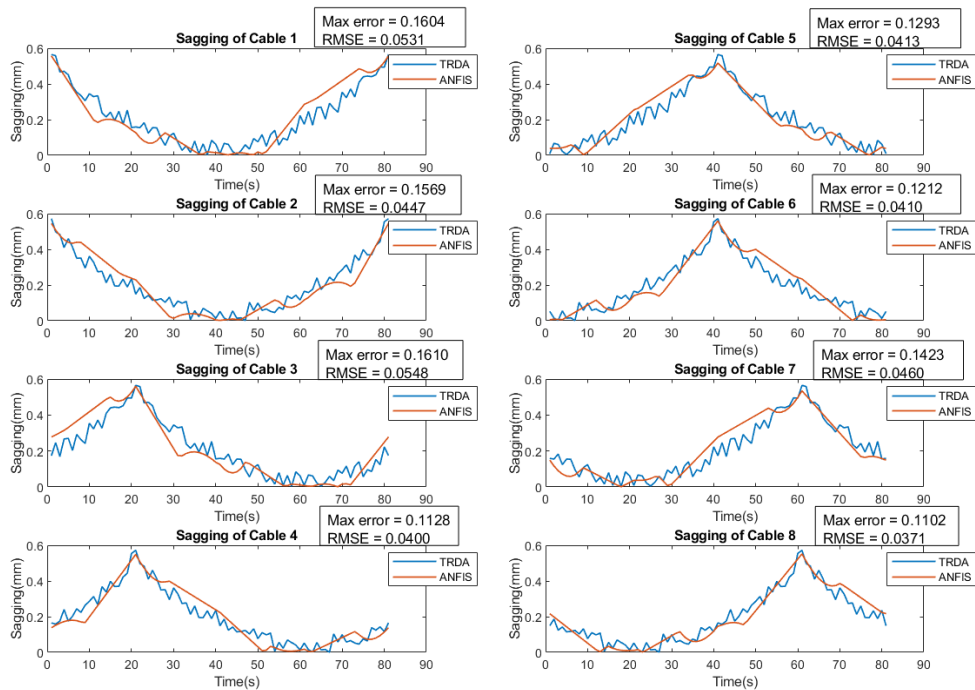 Max error = 0.1604
RMSE = 0.0531
Sagging of Cable 1
TRDA
ANFIS
Sagging(mm)
0.6
0.4
0.2
0
0 10 20 30 40 50 60 70 80 90
Time(s)
Max error = 0.1569
RMSE = 0.0447
Sagging of Cable 2
TRDA
ANFIS
Sagging(mm)
0.6
0.4
0.2
0
0 10 20 30 40 50 60 70 80 90
Time(s)
Max error = 0.1610
RMSE = 0.0548
Sagging of Cable 3
TRDA
ANFIS
Sagging(mm)
0.6
0.4
0.2
0
0 10 20 30 40 50 60 70 80 90
Time(s)
Max error = 0.1128
RMSE = 0.0400
Sagging of Cable 4
TRDA
ANFIS
Sagging(mm)
0.6
0.4
0.2
0
0 10 20 30 40 50 60 70 80 90
Time(s)
Max error = 0.1293
RMSE = 0.0413
Sagging of Cable 5
TRDA
ANFIS
Sagging(mm)
0.6
0.4
0.2
0
0 10 20 30 40 50 60 70 80 90
Time(s)
Max error = 0.1212
RMSE = 0.0410
Sagging of Cable 6
TRDA
ANFIS
Sagging(mm)
0.6
0.4
0.2
0
0 10 20 30 40 50 60 70 80 90
Time(s)
Max error = 0.1423
RMSE = 0.0460
Sagging of Cable 7
TRDA
ANFIS
Sagging(mm)
0.6
0.4
0.2
0
0 10 20 30 40 50 60 70 80 90
Time(s)
Max error = 0.1102
RMSE = 0.0371
Sagging of Cable 8
TRDA
ANFIS
Sagging(mm)
0.6
0.4
0.2
0
0 10 20 30 40 50 60 70 80 90
Time(s)